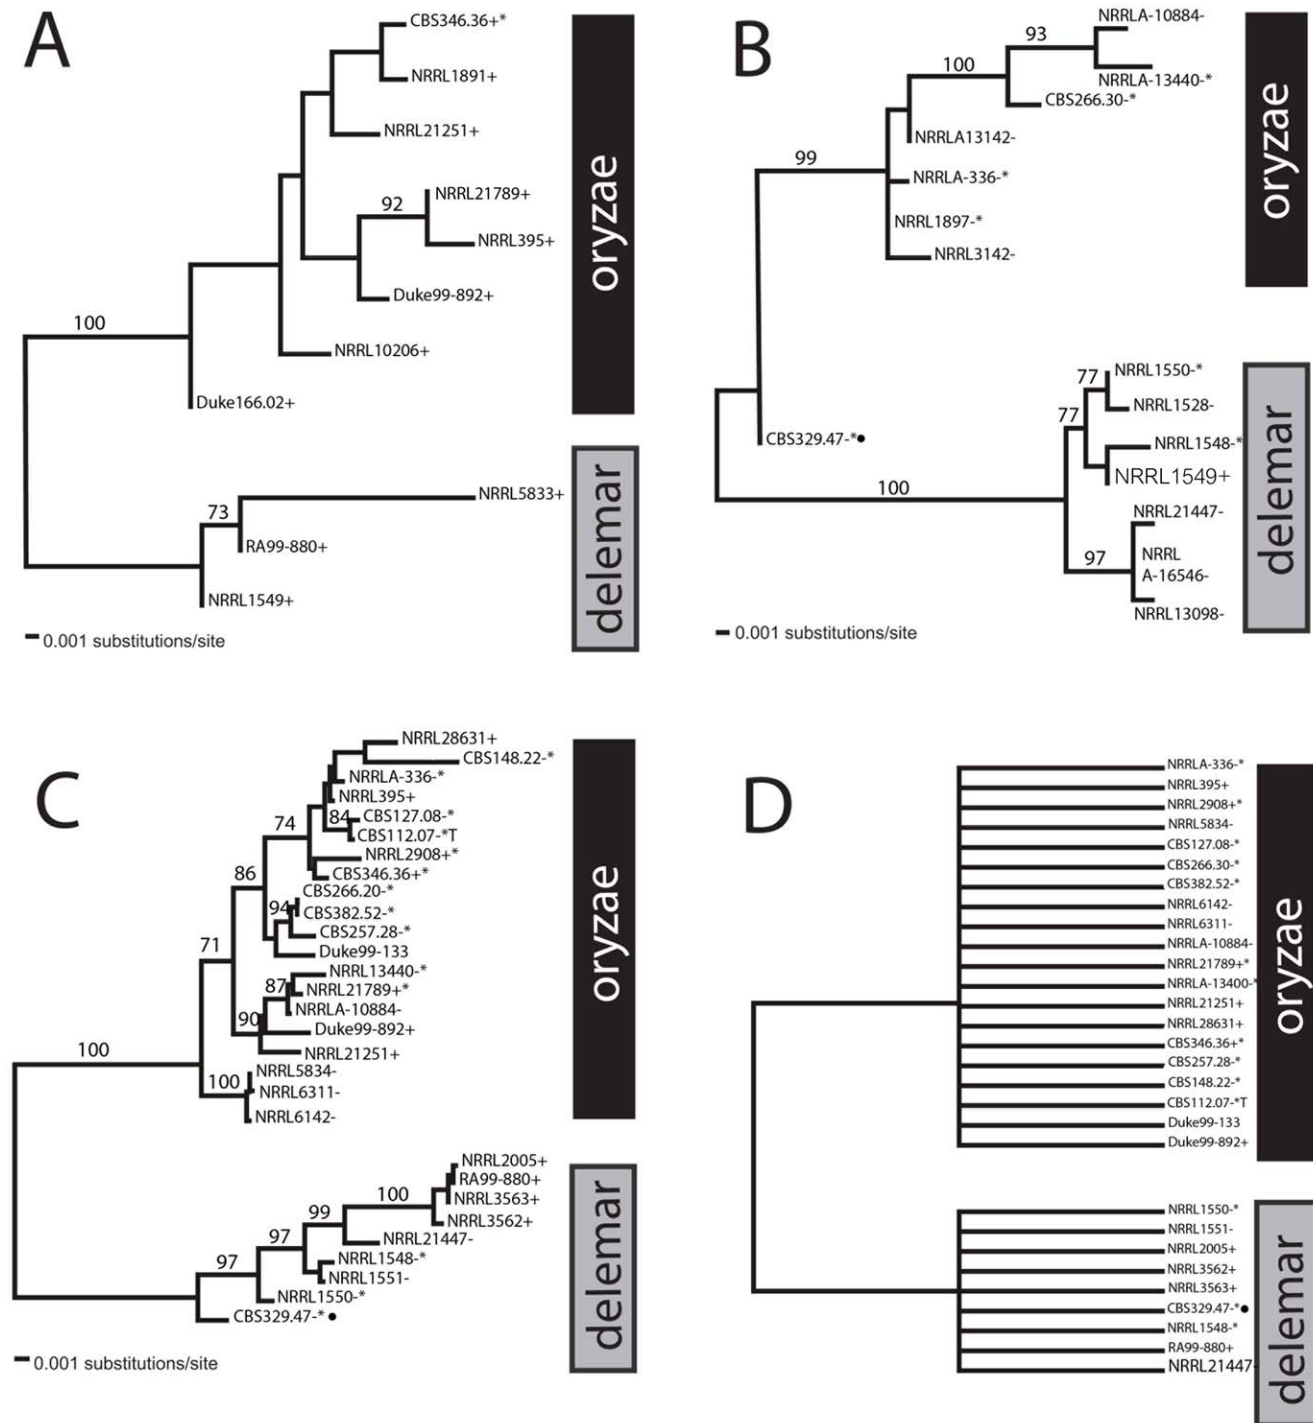 A
CBS346.36+*
NRRL1891+
NRRL21251+
92
NRRL21789+
NRRL395+
Duke99-892+
100
NRRL10206+
Duke166.02+
oryzae
73
NRRL5833+
RA99-880+
NRRL1549+
delemar
0.001 substitutions/site
B
NRRLA-10884-
93
100
NRRLA-13440-*
CBS266.30-*
NRRLA13142-
99
NRRLA-336-*
NRRL1897-*
NRRL3142-
oryzae
CBS329.47-*●
77
NRRL1550-*
NRRL1528-
77
NRRL1548-*
NRRL1549+
100
NRRL21447-
97
NRRL
A-16546-
NRRL13098-
delemar
0.001 substitutions/site
C
NRRL28631+
CBS148.22-*
NRRLA-336-*
NRRL395+
84
CBS127.08-*
74
CBS112.07-*T
NRRL2908+*
CBS346.36+*
86
CBS266.20-*
94
CBS382.52-*
CBS257.28-*
71
Duke99-133
NRRL13440-*
87
NRRL21789+*
NRRLA-10884-
90
Duke99-892+
NRRL21251+
100
NRRL5834-
100
NRRL6311-
NRRL6142-
oryzae
NRRL2005+
RA99-880+
100
NRRL3563+
99
NRRL3562+
97
NRRL21447-
97
NRRL1548-*
NRRL1551-
NRRL1550-*
CBS329.47-*●
delemar
0.001 substitutions/site
D
NRRLA-336-*
NRRL395+
NRRL2908+*
NRRL5834-
CBS127.08-*
CBS266.30-*
CBS382.52-*
NRRL6142-
NRRL6311-
NRRLA-10884-
NRRL21789+*
NRRLA-13400-*
NRRL21251+
NRRL28631+
CBS346.36+*
CBS257.28-*
CBS148.22-*
CBS112.07-*T
Duke99-133
Duke99-892+
oryzae
NRRL1550-*
NRRL1551-
NRRL2005+
NRRL3562+
NRRL3563+
CBS329.47-*●
NRRL1548-*
RA99-880+
NRRL21447-
delemar